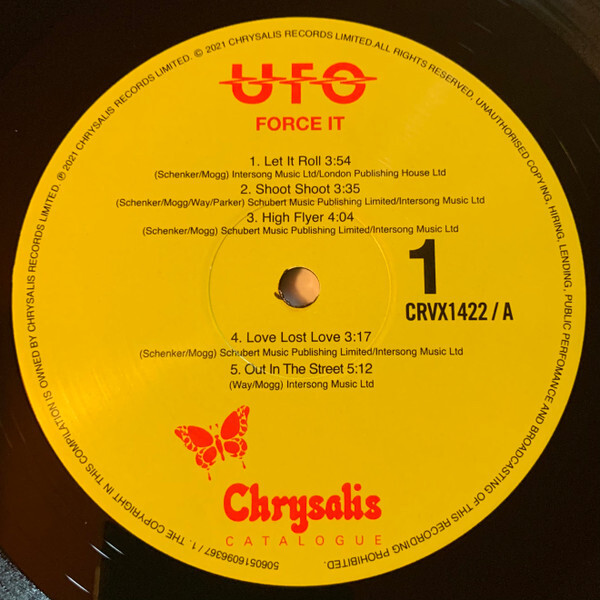 UFO
FORCE IT
1. Let It Roll 3:54
(Schenker/Mogg) Intersong Music Ltd/London Publishing House Ltd
2. Shoot Shoot 3:35
(Schenker/Mogg/Way/Parker) Schubert Music Publishing Limited/Intersong Music Ltd
3. High Flyer 4:04
(Schenker/Mogg) Schubert Music Publishing Limited/Intersong Music Ltd
1
CRVX1422 / A
4. Love Lost Love 3:17
(Schenker/Mogg) Schubert Music Publishing Limited/Intersong Music Ltd
5. Out In The Street 5:12
(Way/Mogg) Intersong Music Ltd
Chrysalis
CATALOGUE
5060516096367 / 1. THE COPYRIGHT IN THIS COMPILATION IS OWNED BY CHRYSALIS RECORDS LIMITED. ℗ 2021 CHRYSALIS RECORDS LIMITED. © 2021 CHRYSALIS RECORDS LIMITED.ALL RIGHTS RESERVED, UNAUTHORISED COPYING, HIRING, LENDING, PUBLIC PERFOMANCE AND BROADCASTING OF THIS RECORDING PROHIBITED.